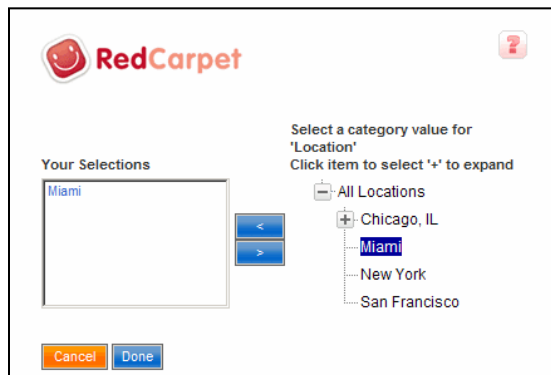 RedCarpet
?
Select a category value for
'Location'
Click item to select '+' to expand
Your Selections
Miami
<
>
All Locations
Chicago, IL
Miami
New York
San Francisco
Cancel
Done